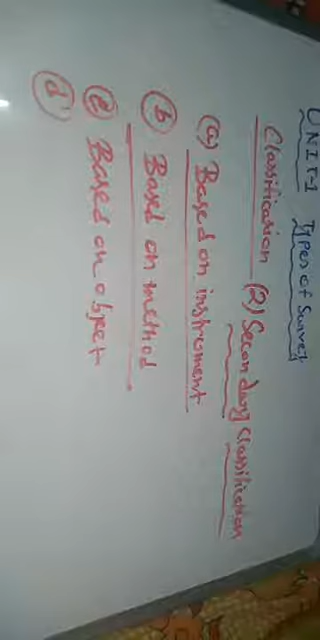 UNIT-1 Types of Survey
Classification (2) Secondary Classification
(a) Based on instrument
(b) Based on method
(c) Based on object
(d)